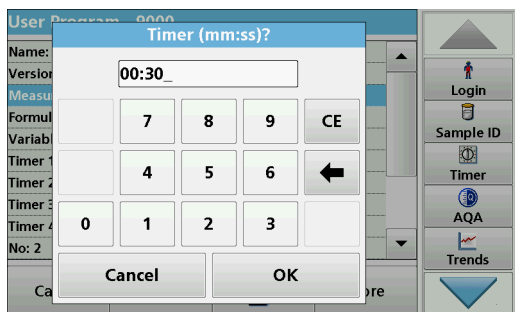 User Program - 9000
Timer (mm:ss)?
Name:
Version
00:30_
Measu
Formul
Variabl
Timer 1
Timer 2
Timer 3
Timer 4
No: 2
7 8 9 CE
4 5 6
0 1 2 3
Cancel OK
Ca ore
Login
Sample ID
Timer
AQA
Trends